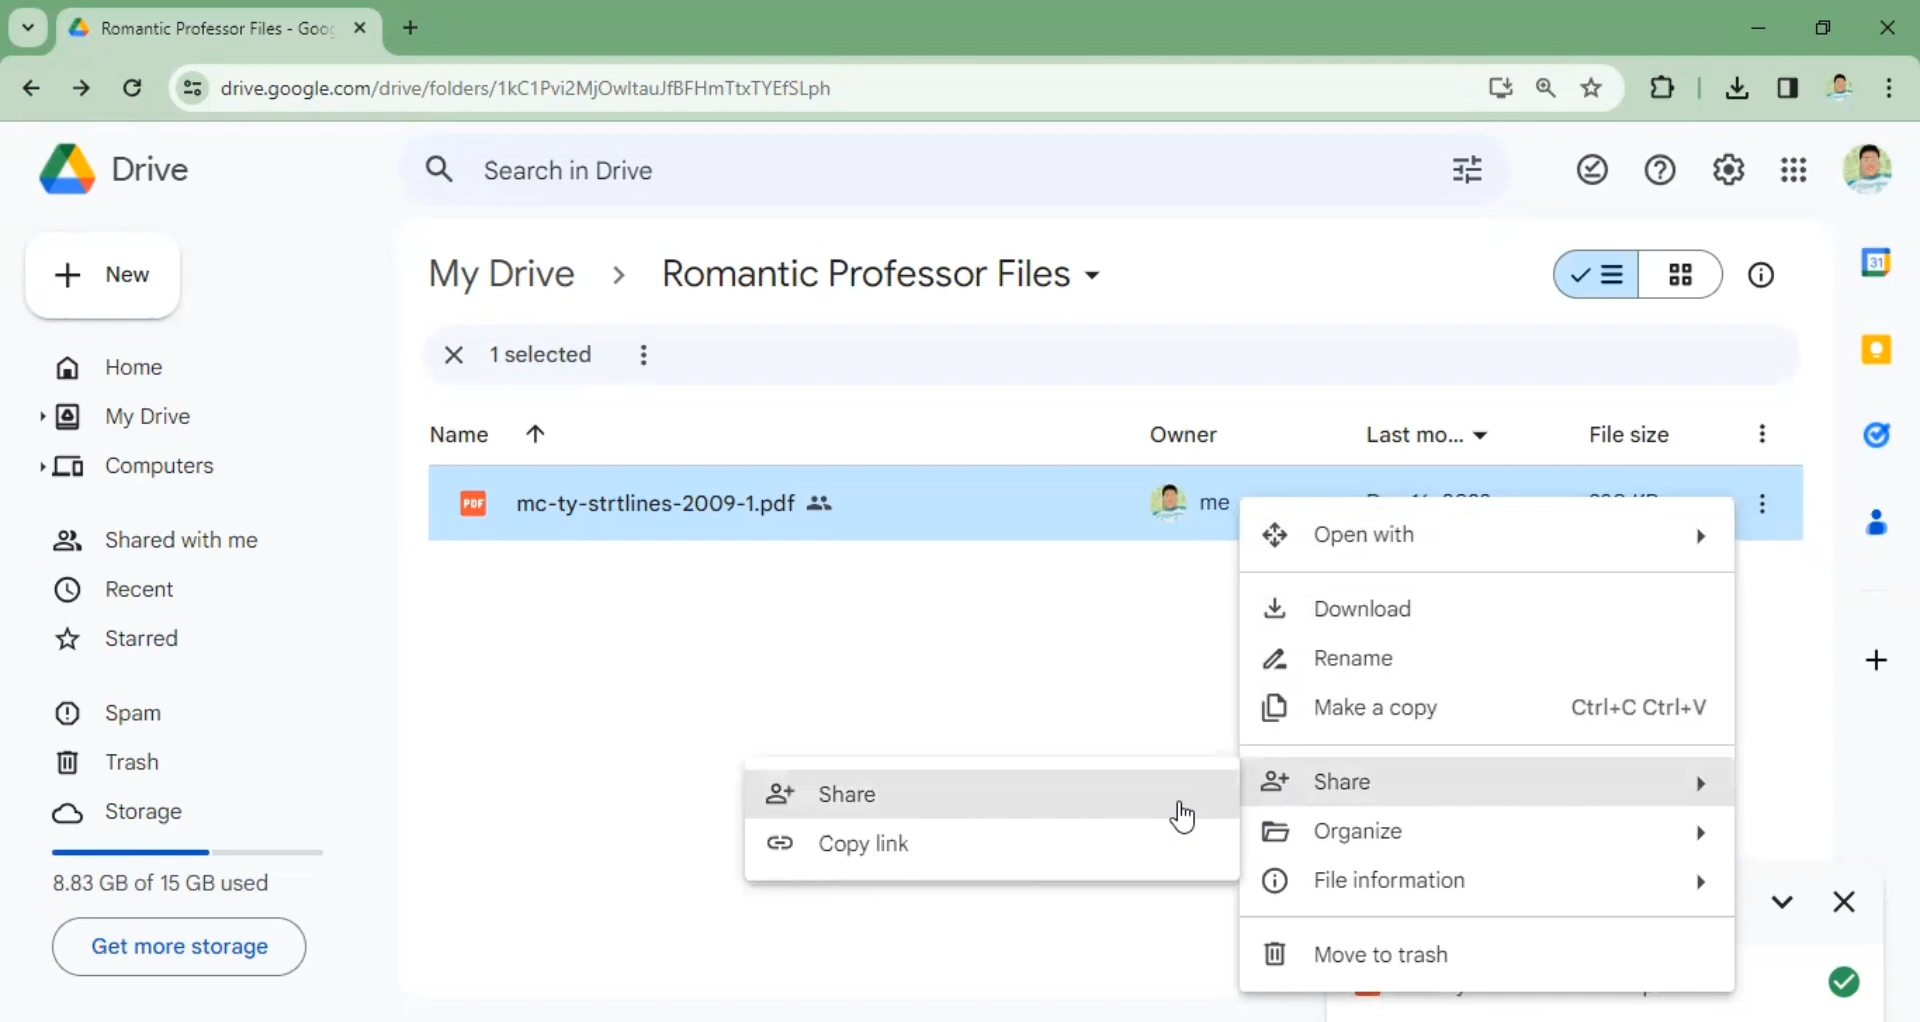 Romantic Professor Files - Goo
drive.google.com/drive/folders/1kC1Pvi2MjOwltauJfBFHmTtxTYEfSLph
Drive
Search in Drive
New
My Drive > Romantic Professor Files
31
1 selected
Home
My Drive
Computers
Shared with me
Recent
Starred
Spam
Trash
Storage
8.83 GB of 15 GB used
Get more storage
Name
Owner
Last mo...
File size
PDF
mc-ty-strtlines-2009-1.pdf
me
Open with
Download
Rename
Make a copy
Ctrl+C Ctrl+V
Share
Organize
File information
Move to trash
Share
Copy link